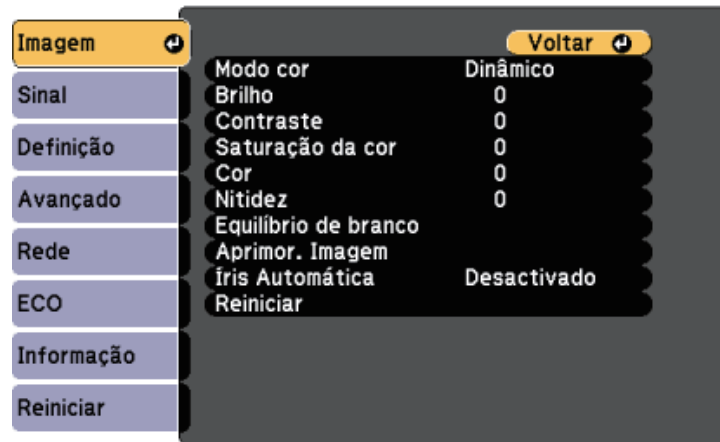 Imagem
Sinal
Definição
Avançado
Rede
ECO
Informação
Reiniciar
Voltar
Modo cor Dinâmico
Brilho 0
Contraste 0
Saturação da cor 0
Cor 0
Nitidez 0
Equilíbrio de branco
Aprimor. Imagem
Íris Automática Desactivado
Reiniciar